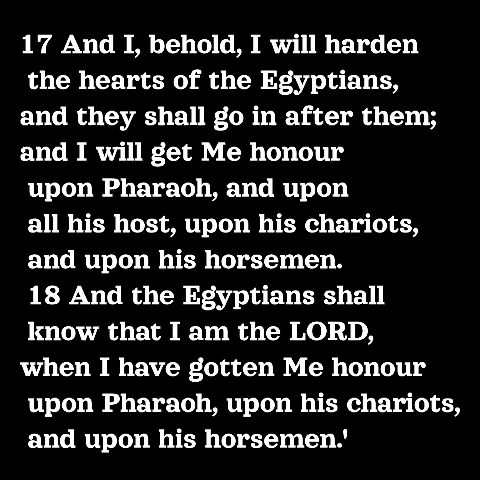 17 And I, behold, I will harden
the hearts of the Egyptians,
and they shall go in after them;
and I will get Me honour
upon Pharaoh, and upon
all his host, upon his chariots,
and upon his horsemen.
18 And the Egyptians shall
know that I am the LORD,
when I have gotten Me honour
upon Pharaoh, upon his chariots,
and upon his horsemen.'